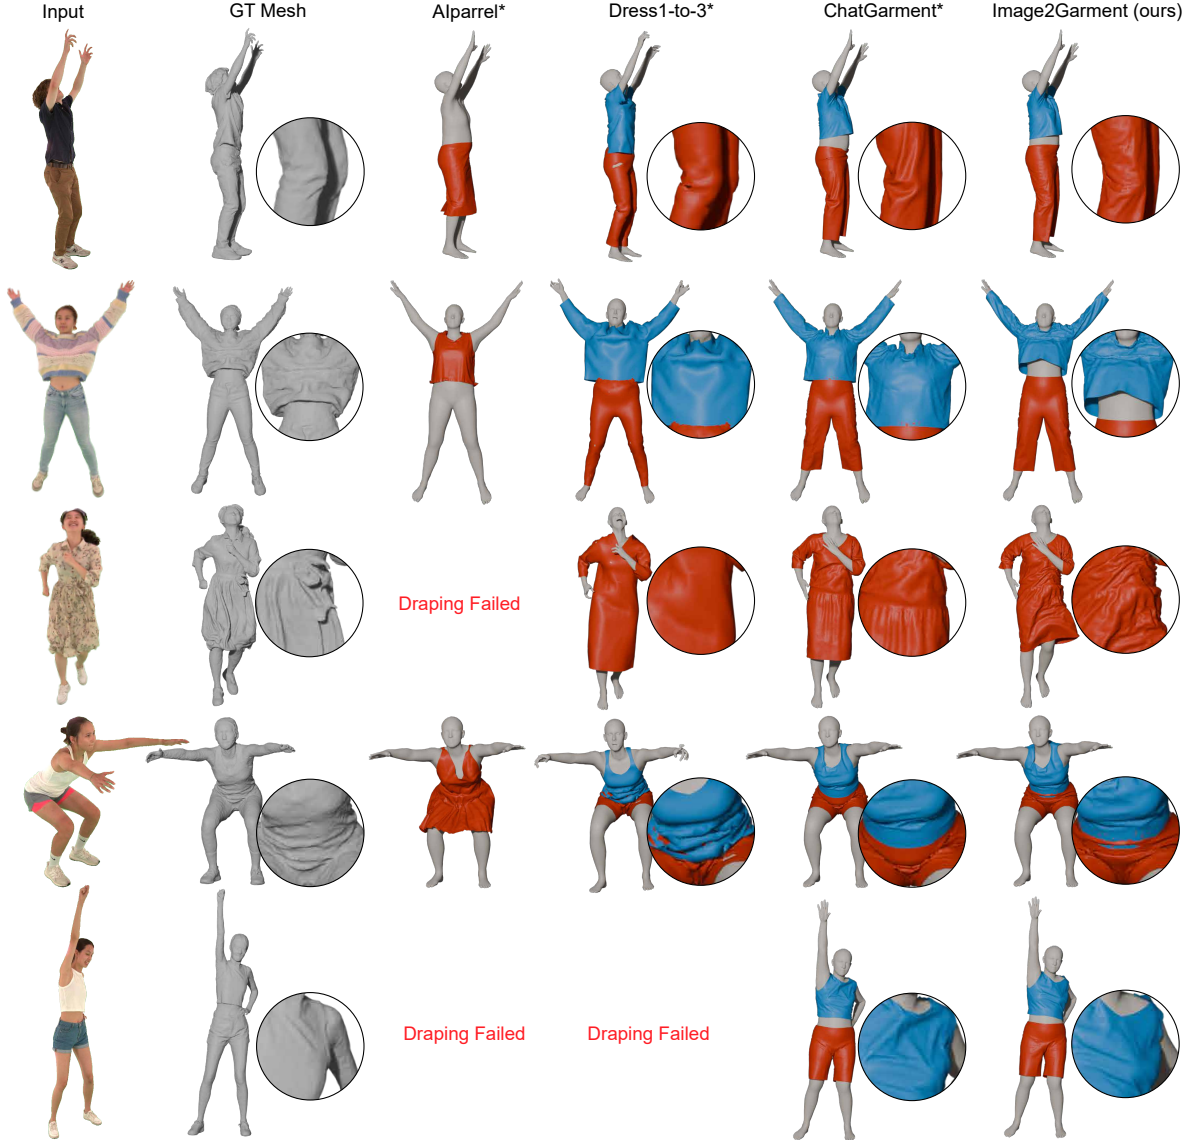 Input GT Mesh AIparrel* Dress1-to-3* ChatGarment* Image2Garment (ours)
Draping Failed
Draping Failed Draping Failed